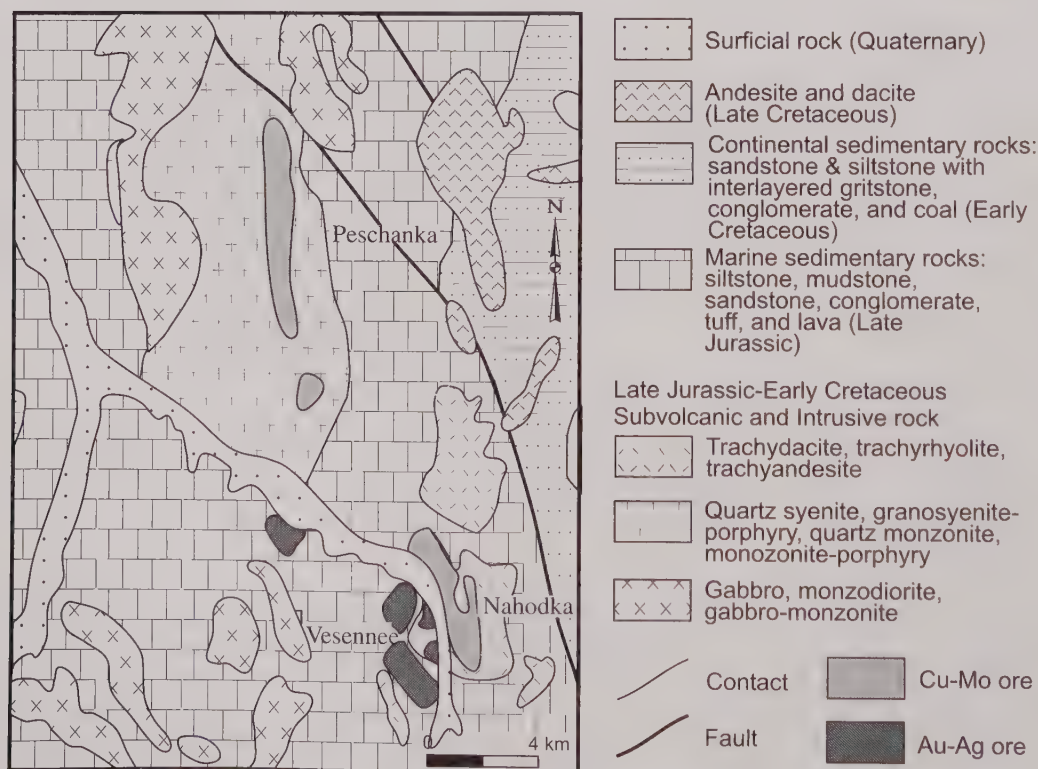 Peschanka
N
Nahodka
Vesennee
0 4 km
Surficial rock (Quaternary)
Andesite and dacite
(Late Cretaceous)
Continental sedimentary rocks:
sandstone & siltstone with
interlayered gritstone,
conglomerate, and coal (Early
Cretaceous)
Marine sedimentary rocks:
siltstone, mudstone,
sandstone, conglomerate,
tuff, and lava (Late
Jurassic)
Late Jurassic-Early Cretaceous
Subvolcanic and Intrusive rock
Trachydacite, trachyrhyolite,
trachyandesite
Quartz syenite, granosyenite-
porphyry, quartz monzonite,
monozonite-porphyry
Gabbro, monzodiorite,
gabbro-monzonite
Contact
Cu-Mo ore
Fault
Au-Ag ore